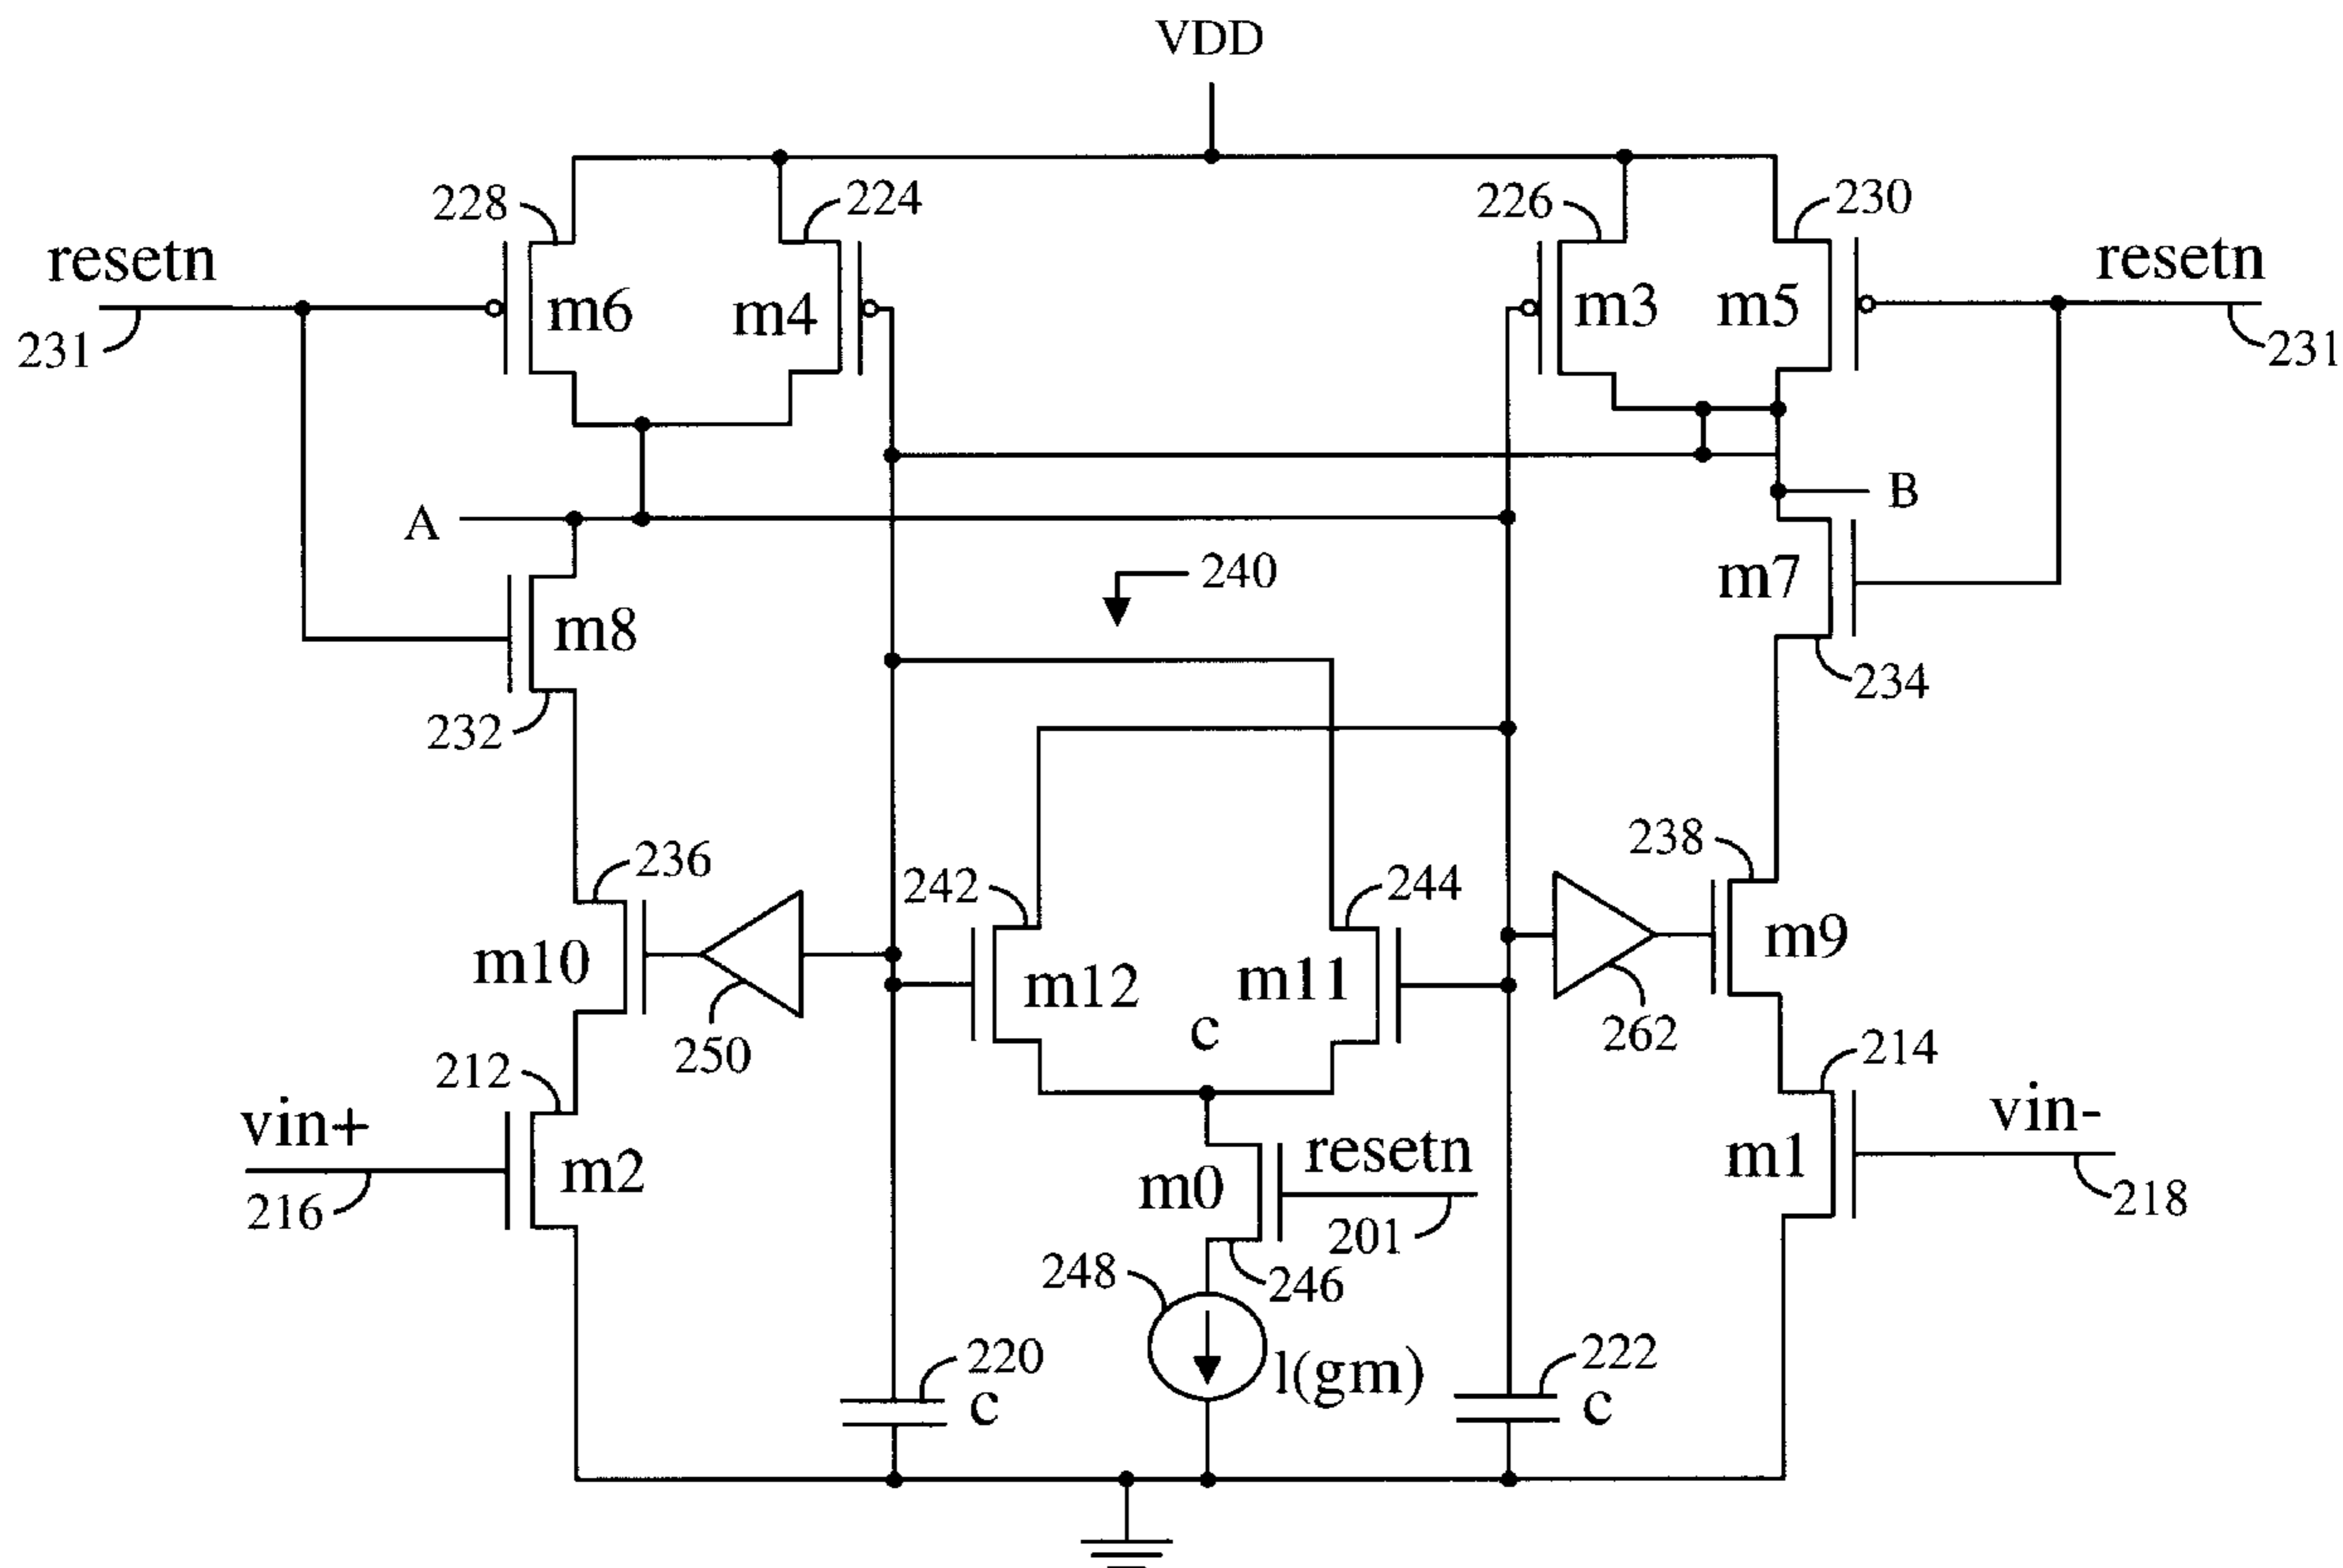 VDD
228
224
226
230
resetn
resetn
m6
m4
m3
m5
231
231
A
B
240
m8
m7
232
234
236
242
244
238
m10
m12
m11
m9
c
250
262
212
214
vin+
vin-
m2
resetn
m1
m0
216
201
218
248
246
220
c
l(gm)
222
c